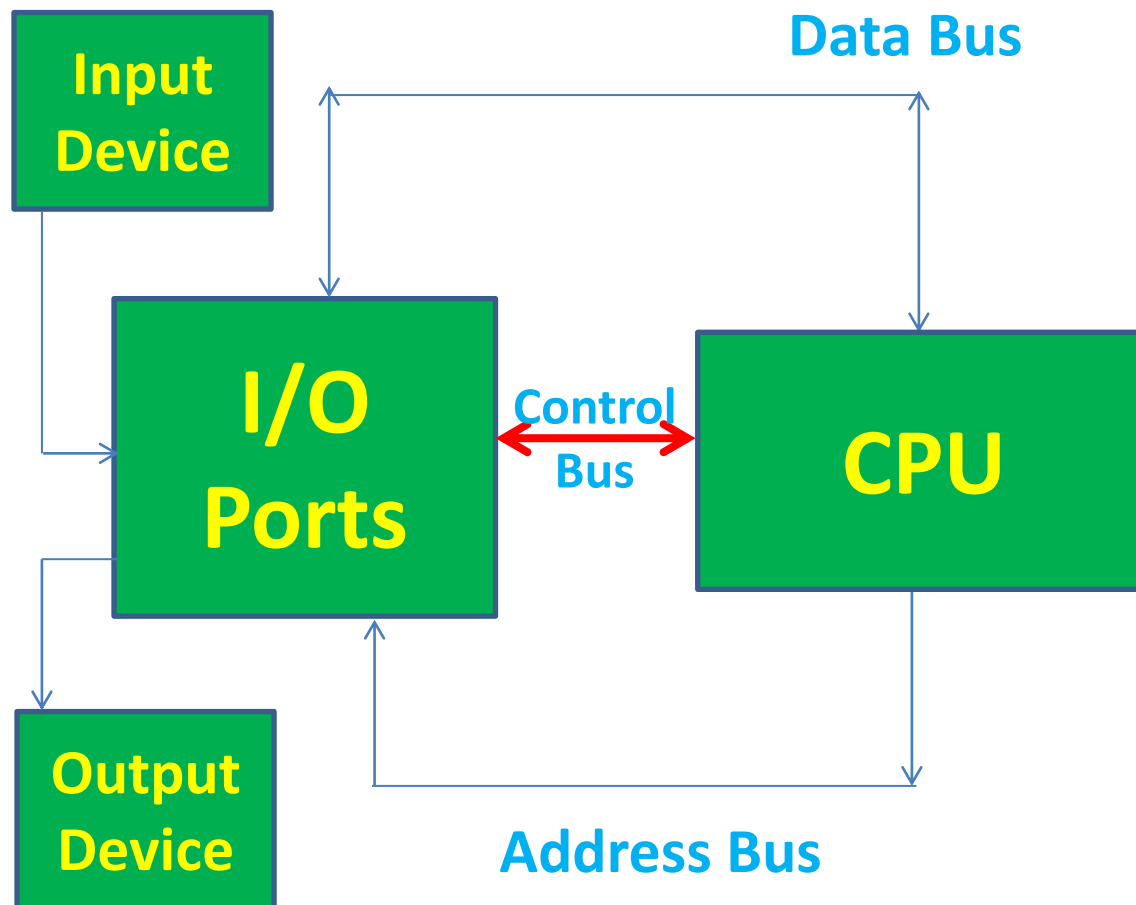 Data Bus
Input
Device
I/O
Ports
Control
Bus
CPU
Output
Device
Address Bus